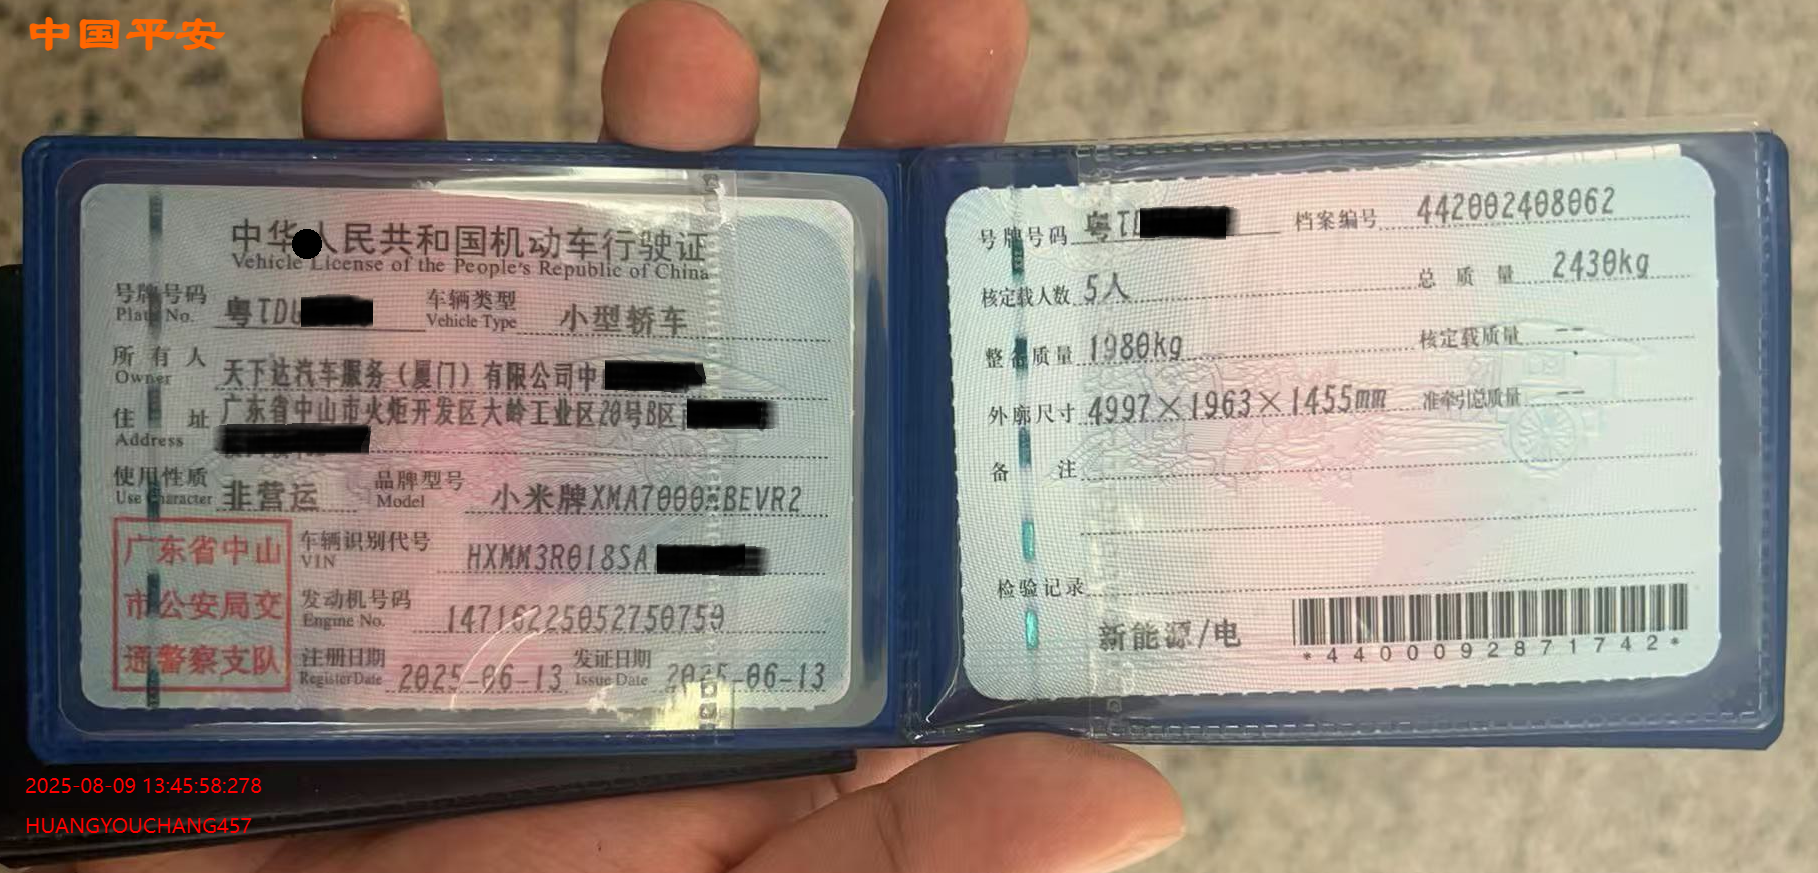 中国平安
中华人民共和国机动车行驶证
Vehicle License of the People's Republic of China
号牌号码 粤TD 车辆类型 小型轿车
Plate No. Vehicle Type
所有人 天下达汽车服务（厦门）有限公司中
Owner
住址 广东省中山市火炬开发区大岭工业区20号B区
Address
使用性质 非营运 品牌型号 小米牌XMA7000 BEVR2
Use Character Model
广东省中山
市公安局交
通警察支队
车辆识别代号 HXMM3R018SA
VIN
发动机号码 14716225052750759
Engine No.
注册日期 2025-06-13 发证日期 2025-06-13
Register Date Issue Date
号牌号码 粤T 档案编号 442002408062
核定载人数 5人 总质量 2430kg
整备质量 1980kg 核定载质量 --
外廓尺寸 4997×1963×1455mm 准牵引总质量 --
备注
检验记录
新能源/电
*4400092871742*
2025-08-09 13:45:58:278
HUANGYOUCHANG457